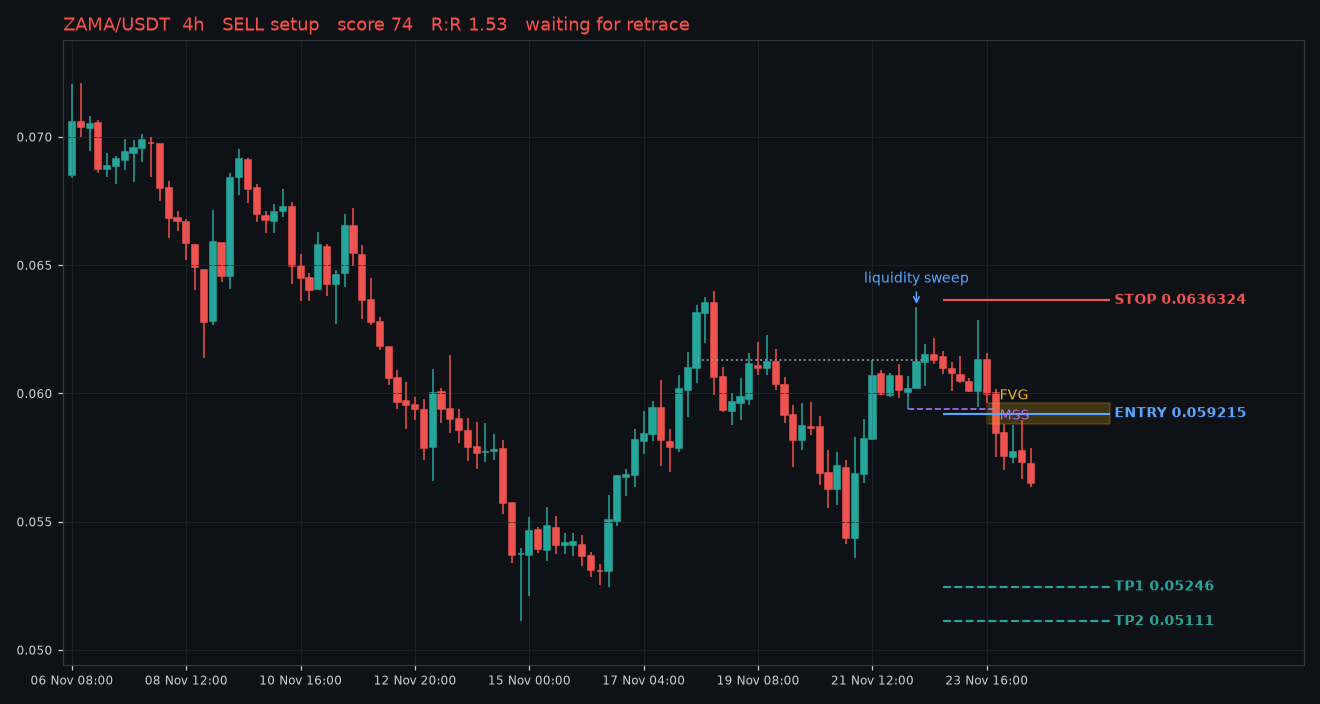 ZAMA/USDT 4h SELL setup score 74 R:R 1.53 waiting for retrace
0.070
0.065
0.060
0.055
0.050
liquidity sweep
STOP 0.0636324
FVG
MSS
ENTRY 0.059215
TP1 0.05246
TP2 0.05111
06 Nov 08:00 08 Nov 12:00 10 Nov 16:00 12 Nov 20:00 15 Nov 00:00 17 Nov 04:00 19 Nov 08:00 21 Nov 12:00 23 Nov 16:00